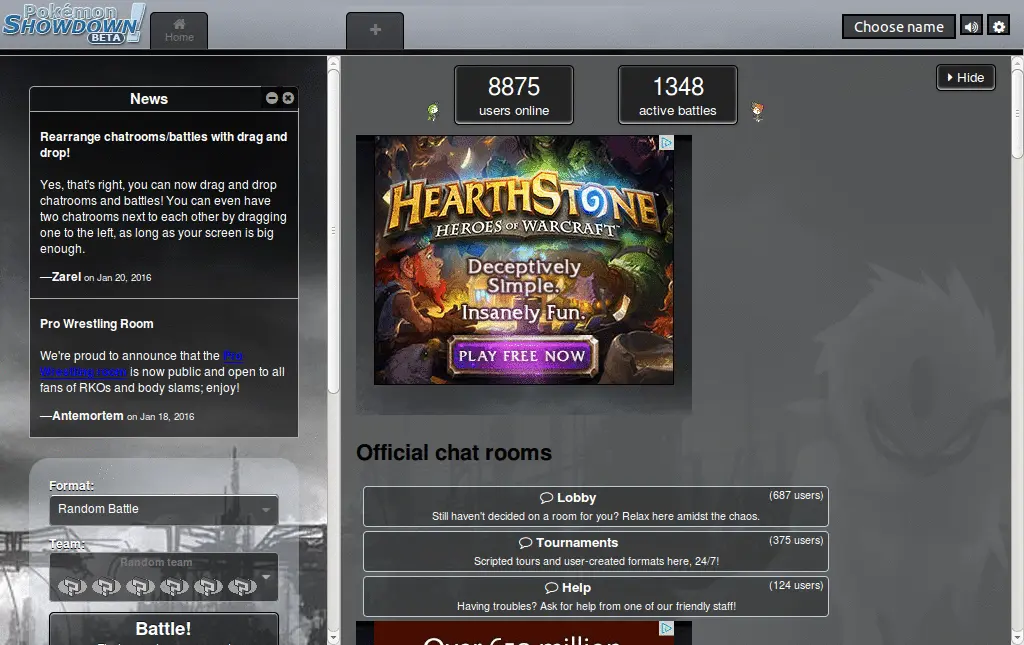 Pokémon
Showdown!
BETA
Home
Choose name
News
Rearrange chatrooms/battles with drag and
drop!
Yes, that's right, you can now drag and drop
chatrooms and battles! You can even have
two chatrooms next to each other by dragging
one to the left, as long as your screen is big
enough.
—Zarel on Jan 20, 2016
Pro Wrestling Room
We're proud to announce that the Pro
Wrestling room is now public and open to all
fans of RKOs and body slams; enjoy!
—Antemortem on Jan 18, 2016
Format:
Random Battle
Team:
Random team
Battle!
8875
users online
1348
active battles
Hide
HEARTHSTONE
HEROES OF WARCRAFT™
Deceptively
Simple.
Insanely Fun.
PLAY FREE NOW
Official chat rooms
Lobby (687 users)
Still haven't decided on a room for you? Relax here amidst the chaos.
Tournaments (375 users)
Scripted tours and user-created formats here, 24/7!
Help (124 users)
Having troubles? Ask for help from one of our friendly staff!
Over 650 million